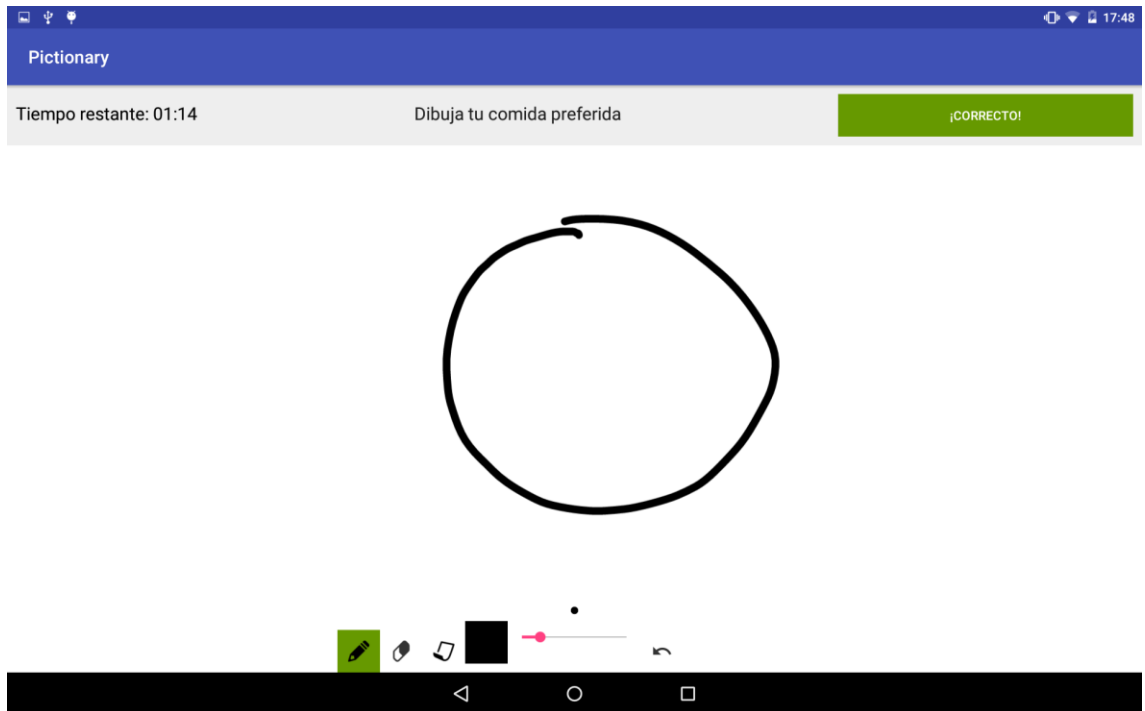 17:48
Pictionary
Tiempo restante: 01:14
Dibuja tu comida preferida
¡CORRECTO!